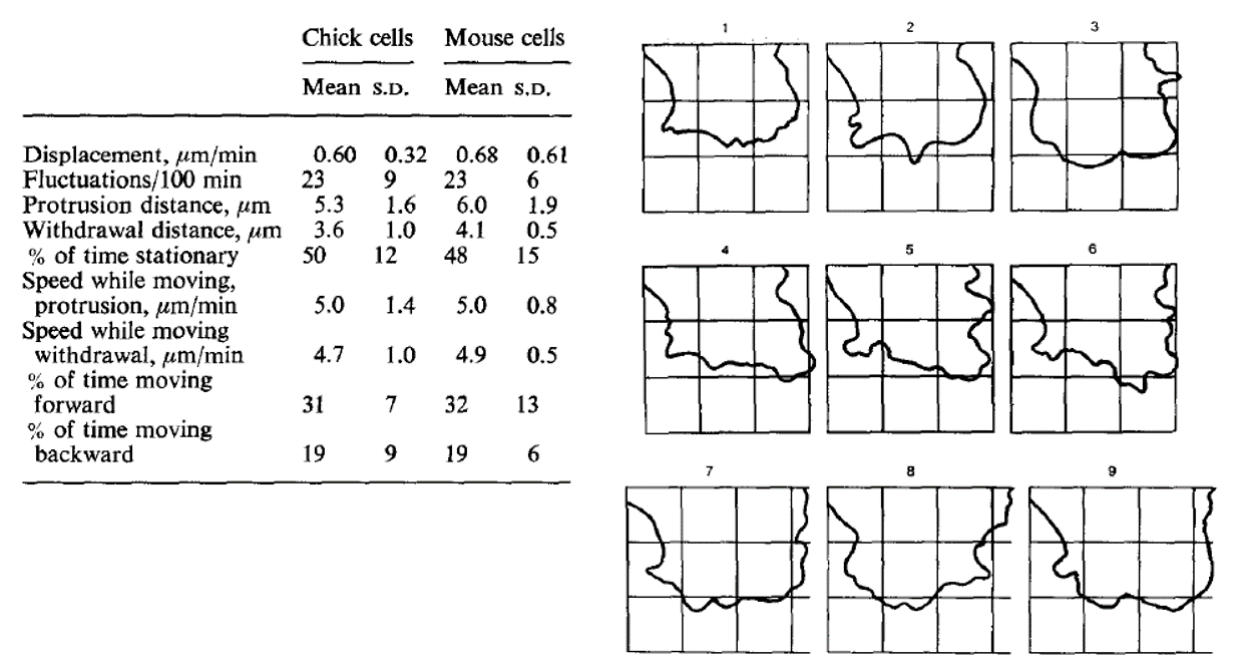 Chick cells Mouse cells
Mean S.D. Mean S.D.
Displacement, μm/min 0.60 0.32 0.68 0.61
Fluctuations/100 min 23 9 23 6
Protrusion distance, μm 5.3 1.6 6.0 1.9
Withdrawal distance, μm 3.6 1.0 4.1 0.5
% of time stationary 50 12 48 15
Speed while moving,
protrusion, μm/min 5.0 1.4 5.0 0.8
Speed while moving
withdrawal, μm/min 4.7 1.0 4.9 0.5
% of time moving
forward 31 7 32 13
% of time moving
backward 19 9 19 6
1 2 3
4 5 6
7 8 9